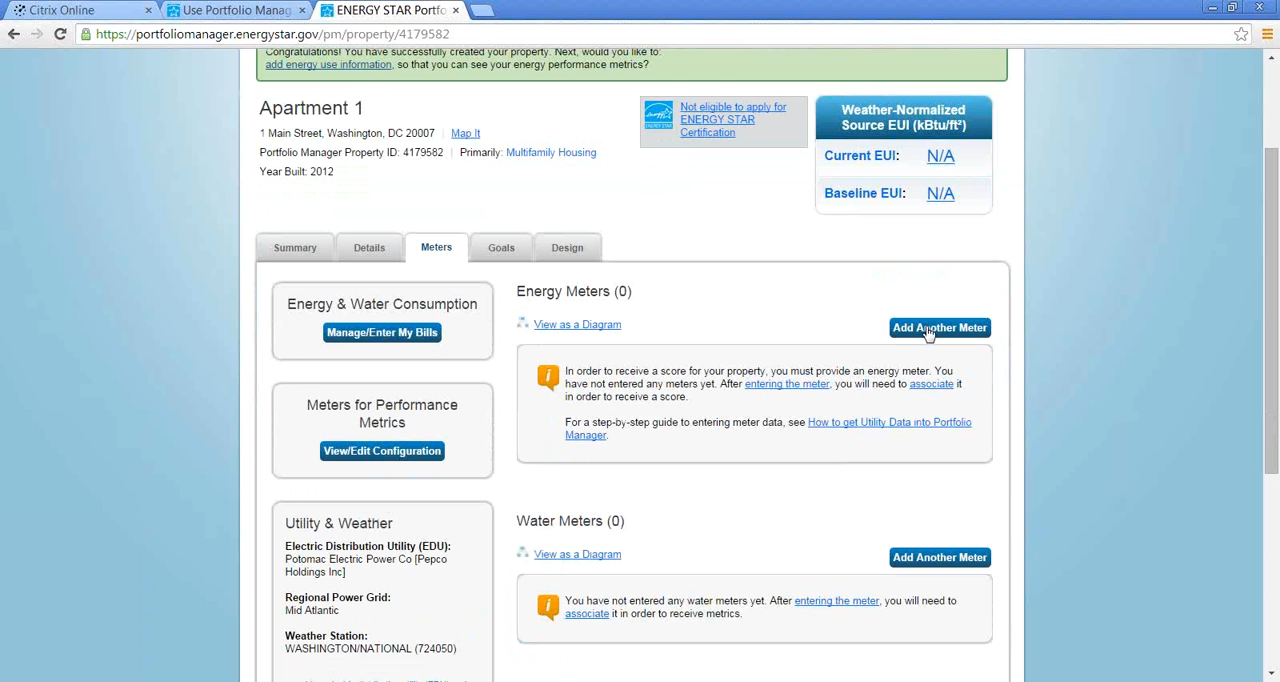 Citrix Online
Use Portfolio Manag
ENERGY STAR Portfo
https://portfoliomanager.energystar.gov/pm/property/4179582
Congratulations! You have successfully created your property. Next, would you like to:
add energy use information, so that you can see your energy performance metrics?
Apartment 1
1 Main Street, Washington, DC 20007 | Map It
Portfolio Manager Property ID: 4179582 | Primarily: Multifamily Housing
Year Built: 2012
ENERGY STAR
Not eligible to apply for
ENERGY STAR
Certification
Weather-Normalized
Source EUI (kBtu/ft²)
Current EUI: N/A
Baseline EUI: N/A
Summary
Details
Meters
Goals
Design
Energy & Water Consumption
Manage/Enter My Bills
Meters for Performance
Metrics
View/Edit Configuration
Utility & Weather
Electric Distribution Utility (EDU):
Potomac Electric Power Co [Pepco
Holdings Inc]
Regional Power Grid:
Mid Atlantic
Weather Station:
WASHINGTON/NATIONAL (724050)
Energy Meters (0)
View as a Diagram
Add Another Meter
In order to receive a score for your property, you must provide an energy meter. You
have not entered any meters yet. After entering the meter, you will need to associate it
in order to receive a score.
For a step-by-step guide to entering meter data, see How to get Utility Data into Portfolio
Manager.
Water Meters (0)
View as a Diagram
Add Another Meter
You have not entered any water meters yet. After entering the meter, you will need to
associate it in order to receive metrics.